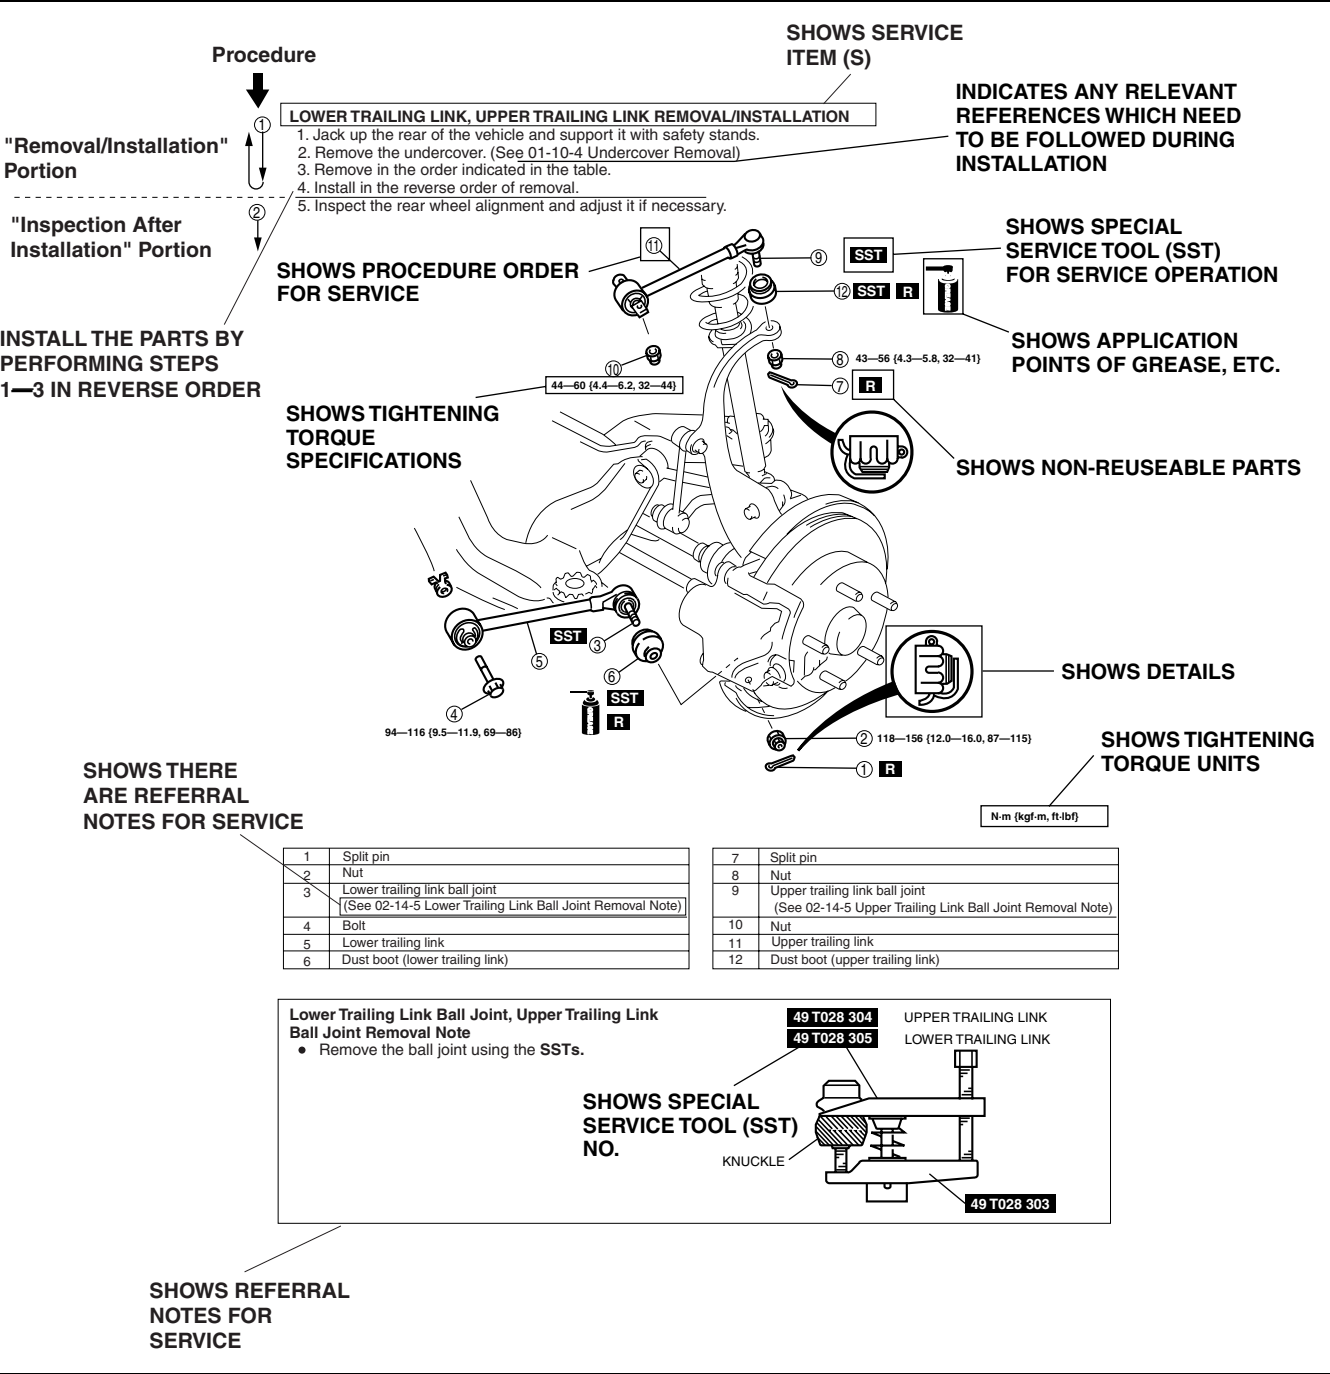 SHOWS SERVICE
ITEM (S)
Procedure
INDICATES ANY RELEVANT
REFERENCES WHICH NEED
TO BE FOLLOWED DURING
INSTALLATION
1
"Removal/Installation"
Portion
LOWER TRAILING LINK, UPPER TRAILING LINK REMOVAL/INSTALLATION
1. Jack up the rear of the vehicle and support it with safety stands.
2. Remove the undercover. (See 01-10-4 Undercover Removal)
3. Remove in the order indicated in the table.
4. Install in the reverse order of removal.
5. Inspect the rear wheel alignment and adjust it if necessary.
2
"Inspection After
Installation" Portion
SHOWS SPECIAL
SERVICE TOOL (SST)
FOR SERVICE OPERATION
SHOWS PROCEDURE ORDER
FOR SERVICE
11
9
SST
12 SST R
INSTALL THE PARTS BY
PERFORMING STEPS
1—3 IN REVERSE ORDER
SHOWS APPLICATION
POINTS OF GREASE, ETC.
10
44—60 {4.4—6.2, 32—44}
8 43—56 {4.3—5.8, 32—41}
7 R
SHOWS TIGHTENING
TORQUE
SPECIFICATIONS
SHOWS NON-REUSEABLE PARTS
SST 3
5
6
SST
R
4
94—116 {9.5—11.9, 69—86}
SHOWS DETAILS
2 118—156 {12.0—16.0, 87—115}
1 R
SHOWS TIGHTENING
TORQUE UNITS
N·m {kgf·m, ft·lbf}
SHOWS THERE
ARE REFERRAL
NOTES FOR SERVICE
1 Split pin
2 Nut
3 Lower trailing link ball joint
(See 02-14-5 Lower Trailing Link Ball Joint Removal Note)
4 Bolt
5 Lower trailing link
6 Dust boot (lower trailing link)
7 Split pin
8 Nut
9 Upper trailing link ball joint
(See 02-14-5 Upper Trailing Link Ball Joint Removal Note)
10 Nut
11 Upper trailing link
12 Dust boot (upper trailing link)
Lower Trailing Link Ball Joint, Upper Trailing Link
Ball Joint Removal Note
• Remove the ball joint using the SSTs.
49 T028 304 UPPER TRAILING LINK
49 T028 305 LOWER TRAILING LINK
SHOWS SPECIAL
SERVICE TOOL (SST)
NO.
KNUCKLE
49 T028 303
SHOWS REFERRAL
NOTES FOR
SERVICE